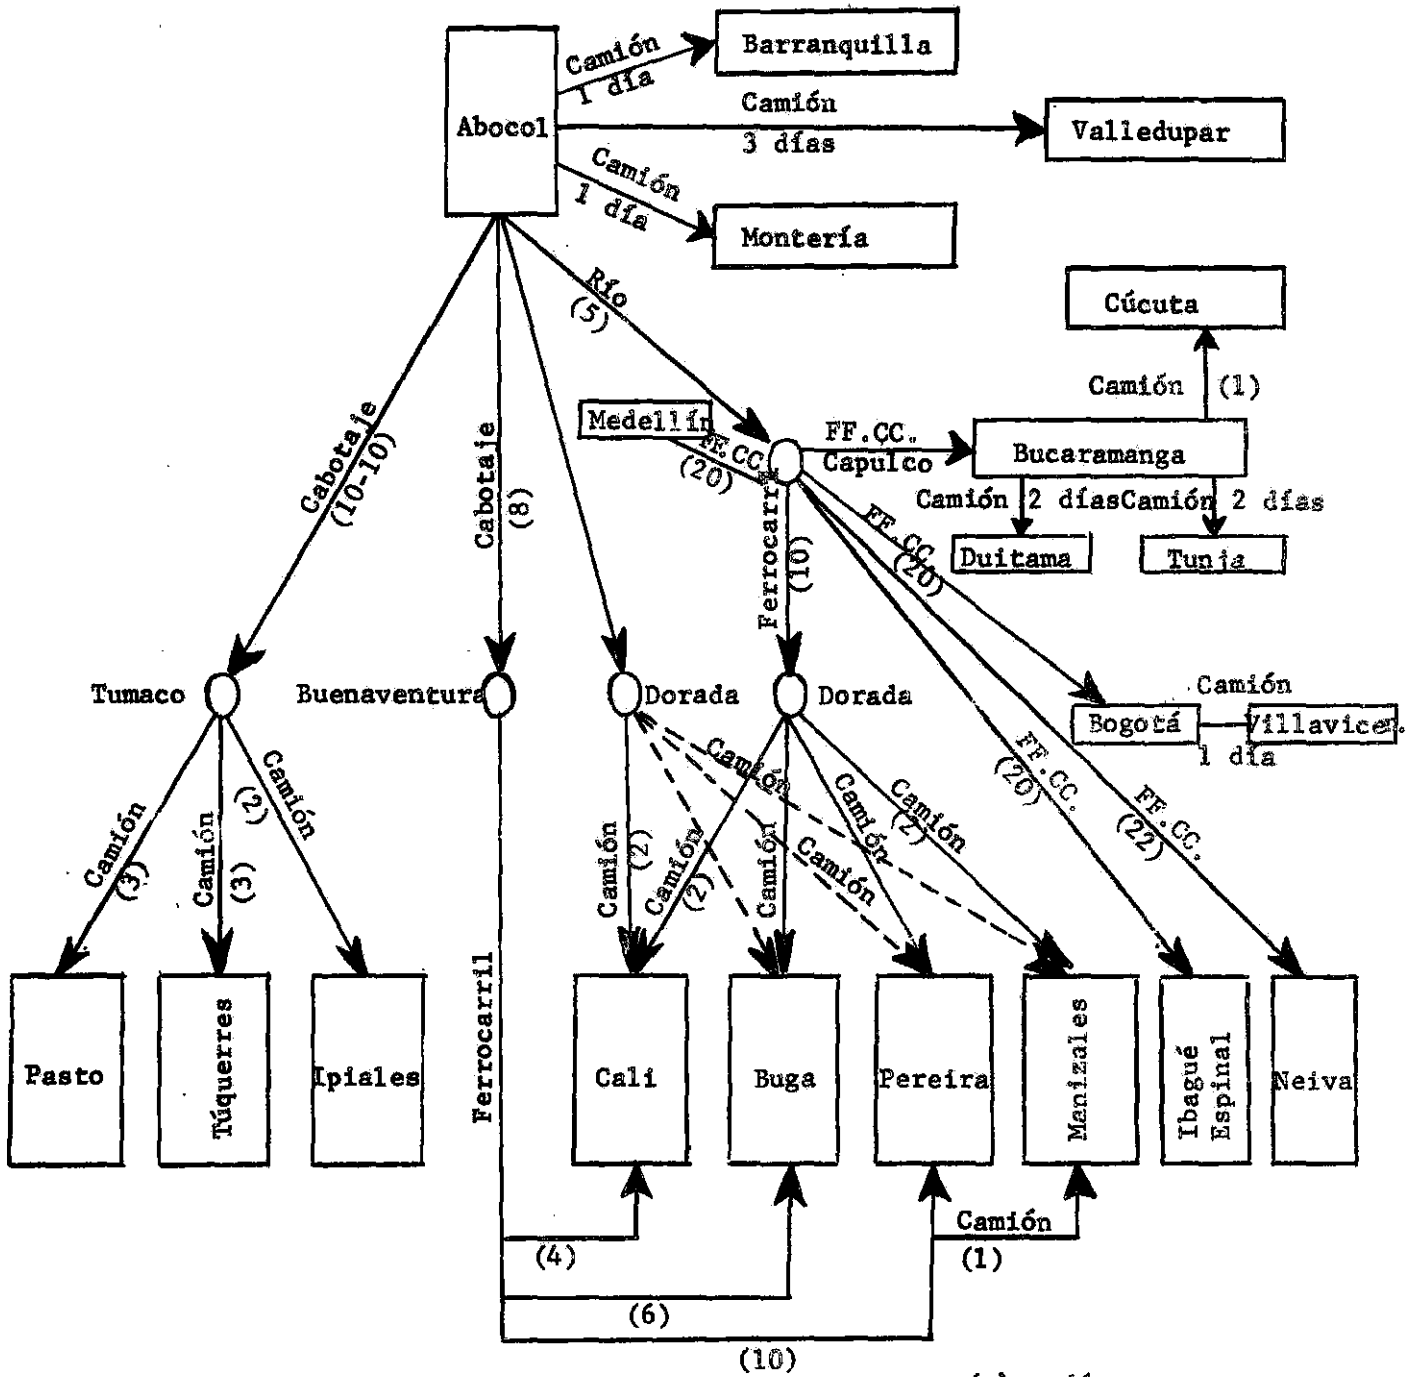 Abocol
Camión
1 día
Barranquilla
Camión
3 días
Valledupar
Camión
1 día
Montería
Río
(5)
Cúcuta
Camión (1)
Medellín
FF.CC.
(20)
FF.CC.
Capulco
Bucaramanga
Camión 2 días
Camión 2 días
Duitama
Tunja
Cabotaje
(10-10)
Cabotaje
(8)
Ferrocarril
(10)
FF.CC.
(20)
Tumaco
Buenaventura
Dorada
Dorada
Bogotá
Camión
1 día
Villavicen.
FF.CC.
(20)
FF.CC.
(22)
Camión
(3)
Camión
(3)
Camión
(2)
Camión
(2)
Camión
(2)
Camión
Camión
Camión
Camión
Camión
(2)
Ferrocarril
Pasto
Túquerres
Ipiales
Cali
Buga
Pereira
Manizales
Ibagué
Espinal
Neiva
(4)
(6)
(10)
Camión
(1)